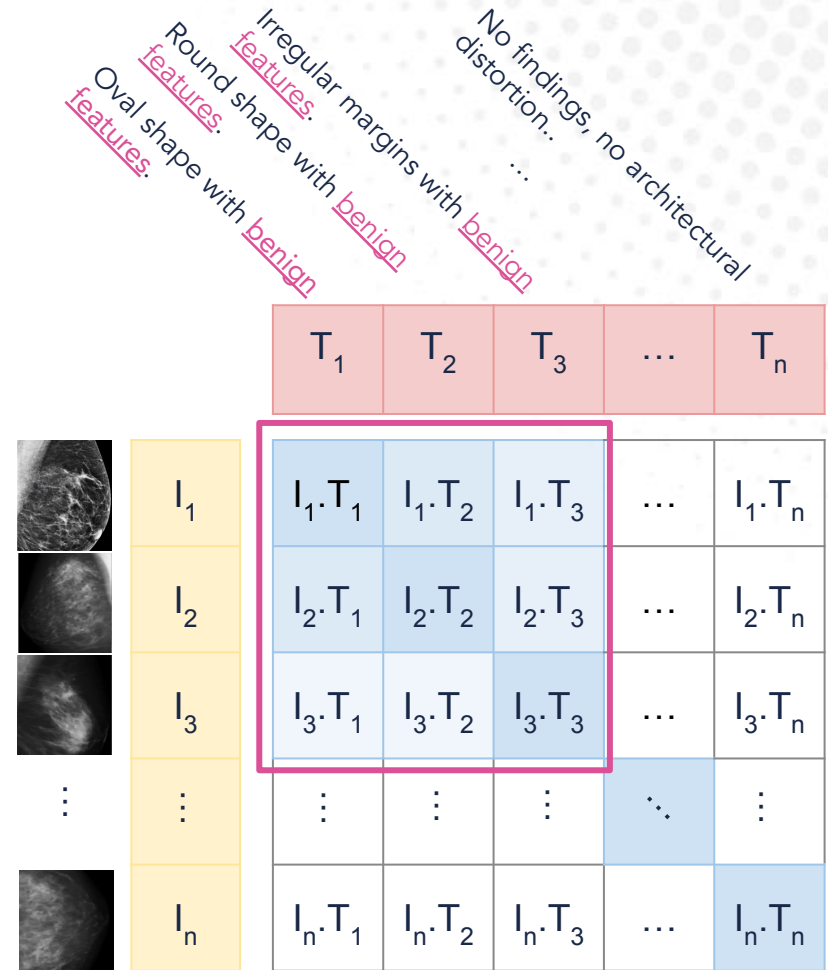 Oval shape with benign
features.
Round shape with benign
features.
Irregular margins with benign
features.
...
No findings, no architectural
distortion..
T1 T2 T3 ... Tn
I1 I1.T1 I1.T2 I1.T3 ... I1.Tn
I2 I2.T1 I2.T2 I2.T3 ... I2.Tn
I3 I3.T1 I3.T2 I3.T3 ... I3.Tn
⋮ ⋮ ⋮ ⋮ ⋮ ⋱ ⋮
In In.T1 In.T2 In.T3 ... In.Tn